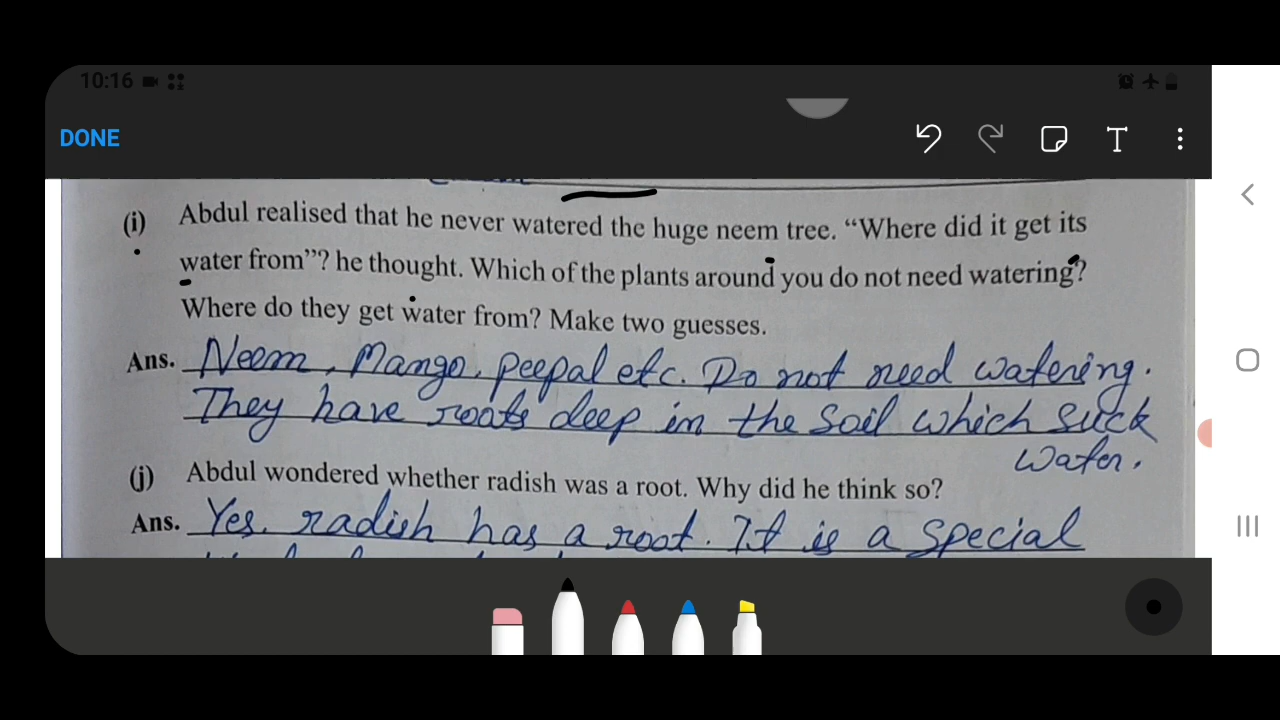 10:16
DONE
T
(i) Abdul realised that he never watered the huge neem tree. “Where did it get its
water from”? he thought. Which of the plants around you do not need watering?
Where do they get water from? Make two guesses.
Ans. Neem, Mango, peepal etc. Do not need watering.
They have roots deep in the soil which suck
water.
(j) Abdul wondered whether radish was a root. Why did he think so?
Ans. Yes, radish has a root. It is a special